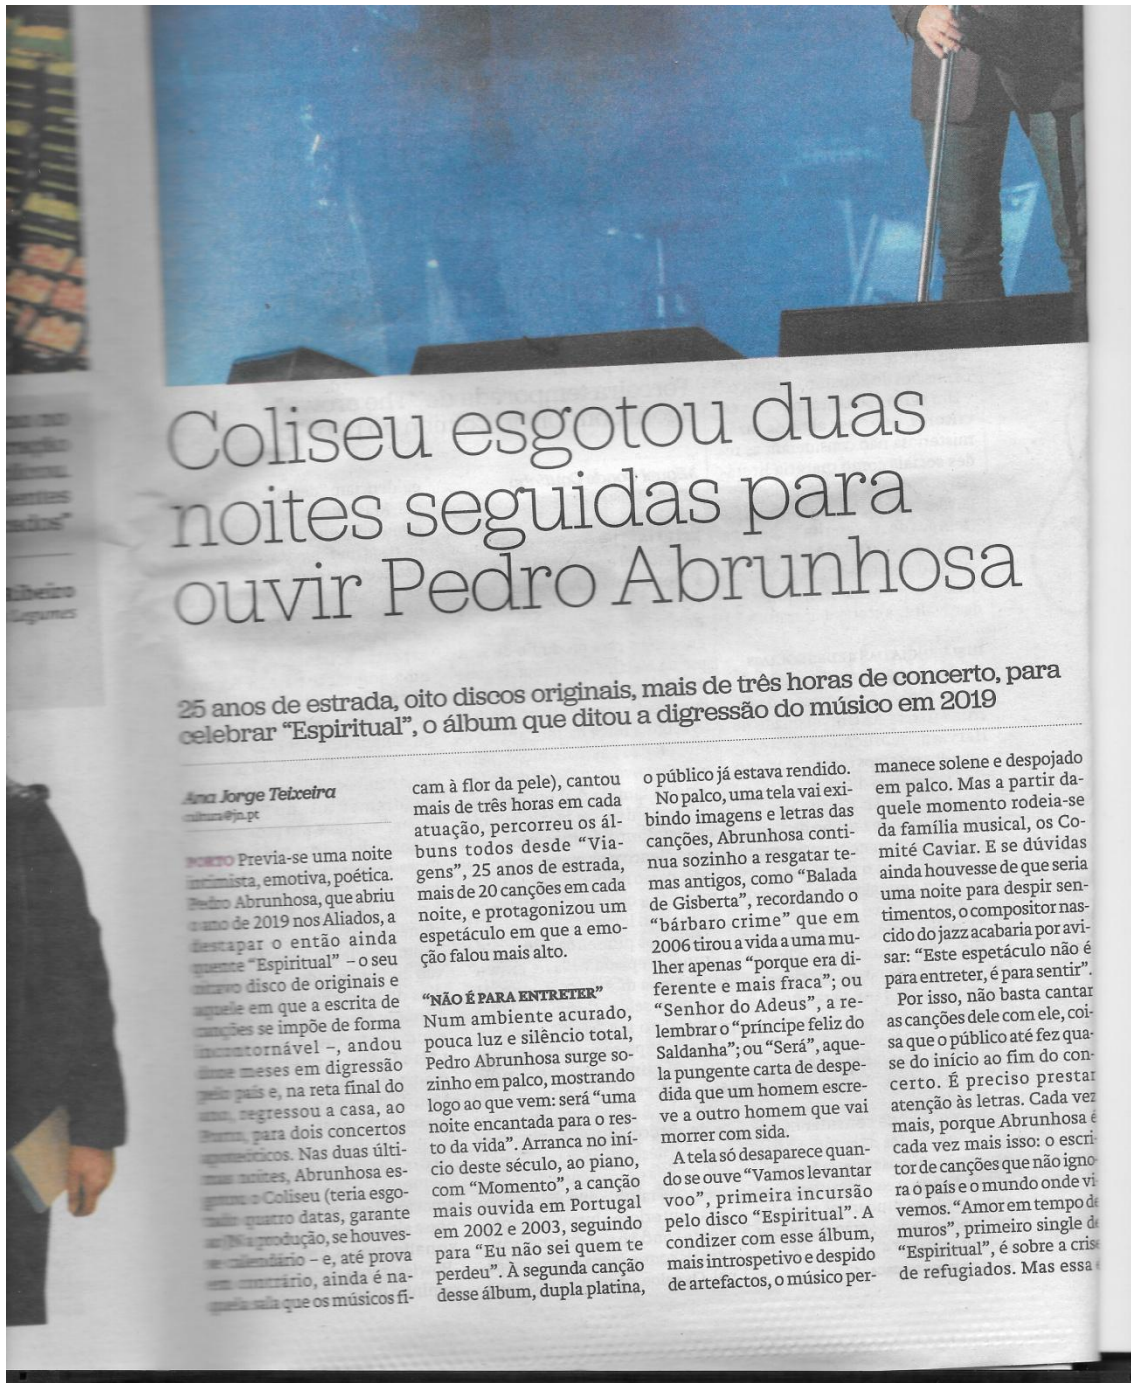 ração
entes
ados"
Ribeiro
Legumes
Coliseu esgotou duas
noites seguidas para
ouvir Pedro Abrunhosa
25 anos de estrada, oito discos originais, mais de três horas de concerto, para
celebrar “Espiritual”, o álbum que ditou a digressão do músico em 2019
Ana Jorge Teixeira
cultura@jn.pt
PORTO Previa-se uma noite
intimista, emotiva, poética.
Pedro Abrunhosa, que abriu
o ano de 2019 nos Aliados, a
destapar o então ainda
quente “Espiritual” – o seu
oitavo disco de originais e
aquele em que a escrita de
canções se impõe de forma
incontornável –, andou
doze meses em digressão
pelo país e, na reta final do
ano, regressou a casa, ao
Porto, para dois concertos
apoteóticos. Nas duas últi-
mas noites, Abrunhosa es-
gotou o Coliseu (teria esgo-
tado quatro datas, garante
ao JN a produção, se houves-
se calendário – e, até prova
em contrário, ainda é na-
quela sala que os músicos fi-
cam à flor da pele), cantou
mais de três horas em cada
atuação, percorreu os ál-
buns todos desde “Via-
gens”, 25 anos de estrada,
mais de 20 canções em cada
noite, e protagonizou um
espetáculo em que a emo-
ção falou mais alto.
“NÃO É PARA ENTRETER”
Num ambiente acurado,
pouca luz e silêncio total,
Pedro Abrunhosa surge so-
zinho em palco, mostrando
logo ao que vem: será “uma
noite encantada para o res-
to da vida”. Arranca no iní-
cio deste século, ao piano,
com “Momento”, a canção
mais ouvida em Portugal
em 2002 e 2003, seguindo
para “Eu não sei quem te
perdeu”. À segunda canção
desse álbum, dupla platina,
o público já estava rendido.
No palco, uma tela vai exi-
bindo imagens e letras das
canções, Abrunhosa conti-
nua sozinho a resgatar te-
mas antigos, como “Balada
de Gisberta”, recordando o
“bárbaro crime” que em
2006 tirou a vida a uma mu-
lher apenas “porque era di-
ferente e mais fraca”; ou
“Senhor do Adeus”, a re-
lembrar o “príncipe feliz do
Saldanha”; ou “Será”, aque-
la pungente carta de despe-
dida que um homem escre-
ve a outro homem que vai
morrer com sida.
A tela só desaparece quan-
do se ouve “Vamos levantar
voo”, primeira incursão
pelo disco “Espiritual”. A
condizer com esse álbum,
mais introspetivo e despido
de artefactos, o músico per-
manece solene e despojado
em palco. Mas a partir da-
quele momento rodeia-se
da família musical, os Co-
mité Caviar. E se dúvidas
ainda houvesse de que seria
uma noite para despir sen-
timentos, o compositor nas-
cido do jazz acabaria por avi-
sar: “Este espetáculo não é
para entreter, é para sentir”.
Por isso, não basta cantar
as canções dele com ele, coi-
sa que o público até fez qua-
se do início ao fim do con-
certo. É preciso prestar
atenção às letras. Cada vez
mais, porque Abrunhosa é
cada vez mais isso: o escri-
tor de canções que não igno-
ra o país e o mundo onde vi-
vemos. “Amor em tempo de
muros”, primeiro single de
“Espiritual”, é sobre a crise
de refugiados. Mas essa